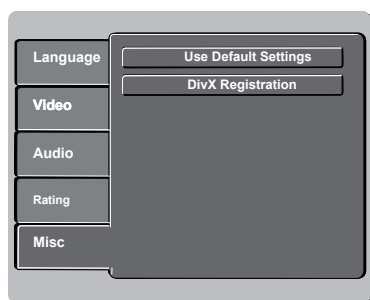 Language
Video
Audio
Rating
Misc
Use Default Settings
DivX Registration